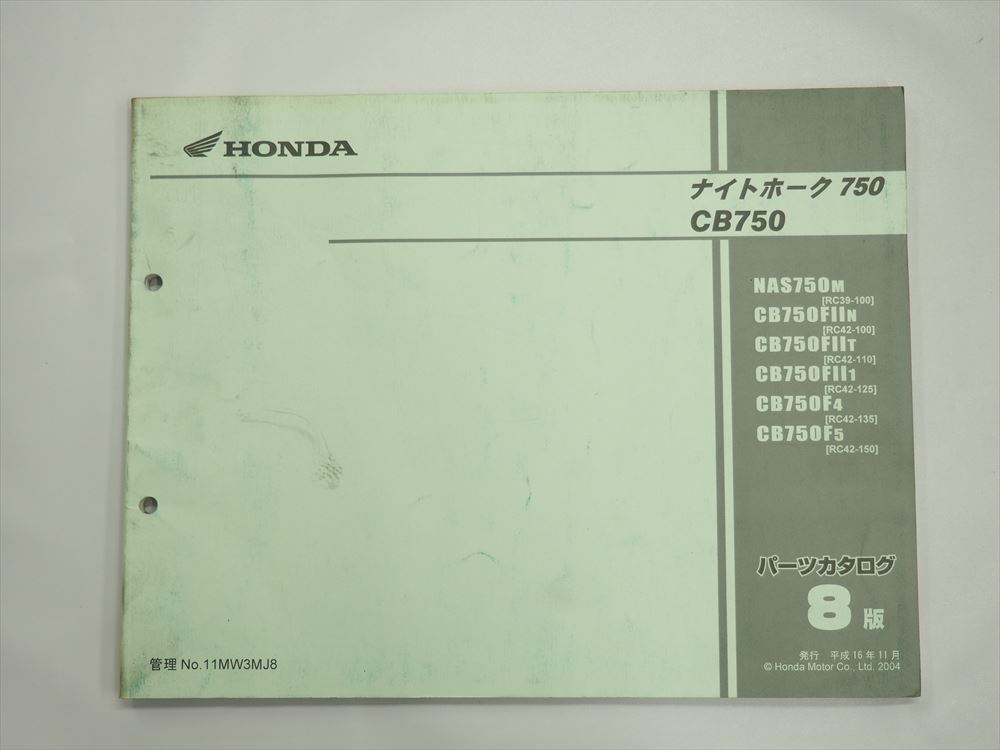 HONDA
ナイトホーク 750
CB750
NAS750M
[RC39-100]
CB750FIIN
[RC42-100]
CB750FIIT
[RC42-110]
CB750FII1
[RC42-125]
CB750F4
[RC42-135]
CB750F5
[RC42-150]
パーツカタログ
8 版
発行 平成16年11月
© Honda Motor Co., Ltd. 2004
管理 No.11MW3MJ8